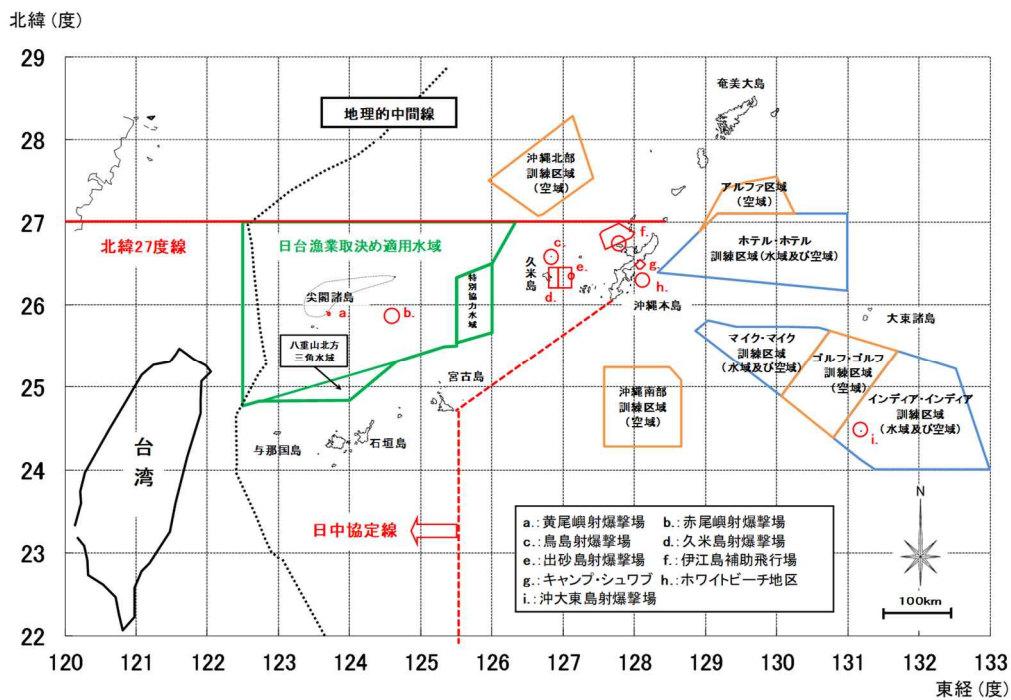 北緯(度)
29
28
27
26
25
24
23
22
120
121
122
123
124
125
126
127
128
129
130
131
132
133
東経(度)
地理的中間線
奄美大島
沖縄北部
訓練区域
(空域)
アルファ区域
(空域)
北緯27度線
日台漁業取決め適用水域
ホテル・ホテル
訓練区域(水域及び空域)
尖閣諸島
a.
b.
特別協力水域
久米島
c.
d.
e.
f.
g.
h.
沖縄本島
大東諸島
八重山北方
三角水域
マイク・マイク
訓練区域
(水域及び空域)
ゴルフ・ゴルフ
訓練区域
(空域)
インディア・インディア
訓練区域
(水域及び空域)
i.
宮古島
沖縄南部
訓練区域
(空域)
台湾
与那国島
石垣島
日中協定線
a.:黄尾嶼射爆撃場 b.:赤尾嶼射爆撃場
c.:鳥島射爆撃場 d.:久米島射爆撃場
e.:出砂島射爆撃場 f.:伊江島補助飛行場
g.:キャンプ・シュワブ h.:ホワイトビーチ地区
i.:沖大東島射爆撃場
N
100km